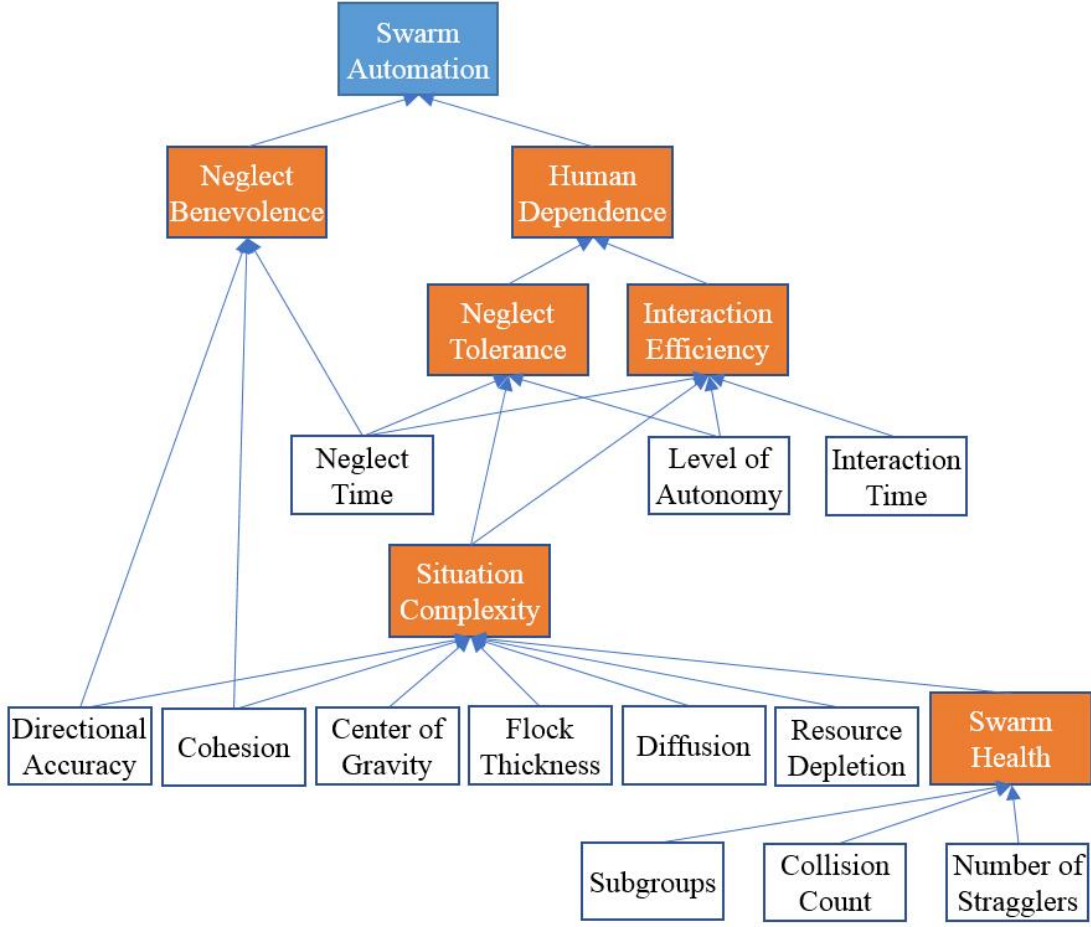 Swarm
Automation
Neglect
Benevolence
Human
Dependence
Neglect
Tolerance
Interaction
Efficiency
Neglect
Time
Level of
Autonomy
Interaction
Time
Situation
Complexity
Directional
Accuracy
Cohesion
Center of
Gravity
Flock
Thickness
Diffusion
Resource
Depletion
Swarm
Health
Subgroups
Collision
Count
Number of
Stragglers